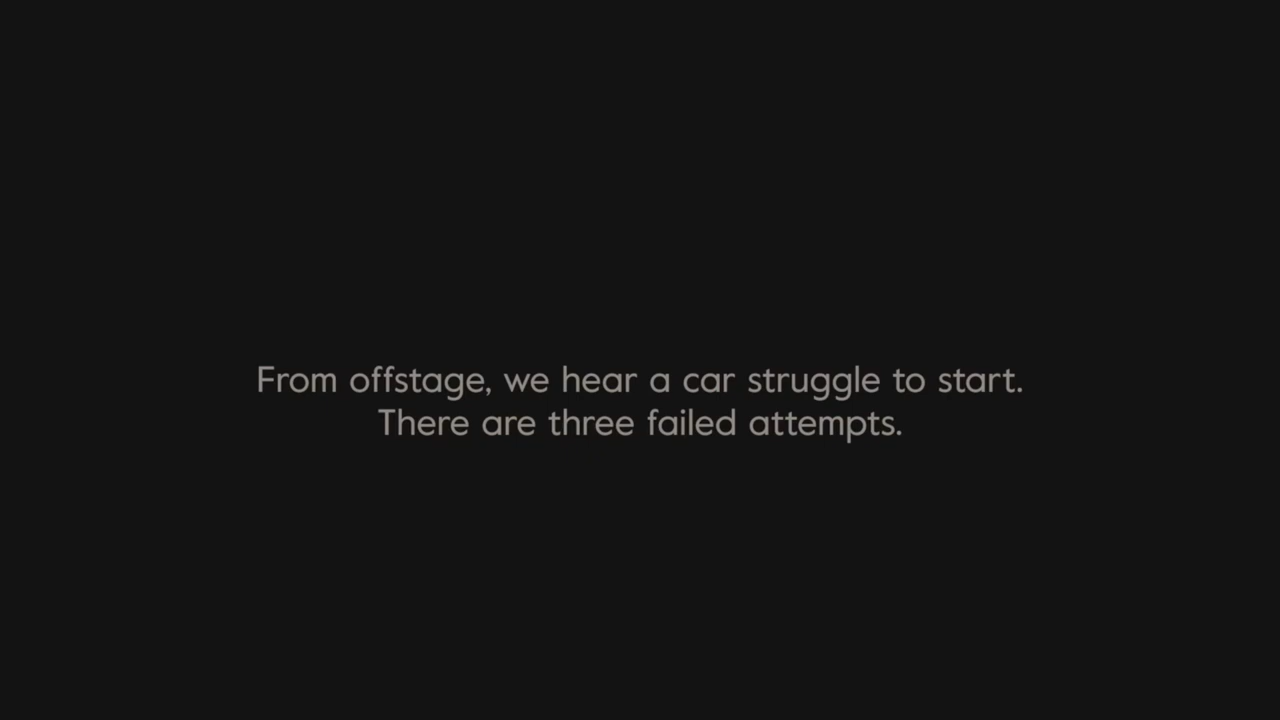 From offstage, we hear a car struggle to start.
There are three failed attempts.